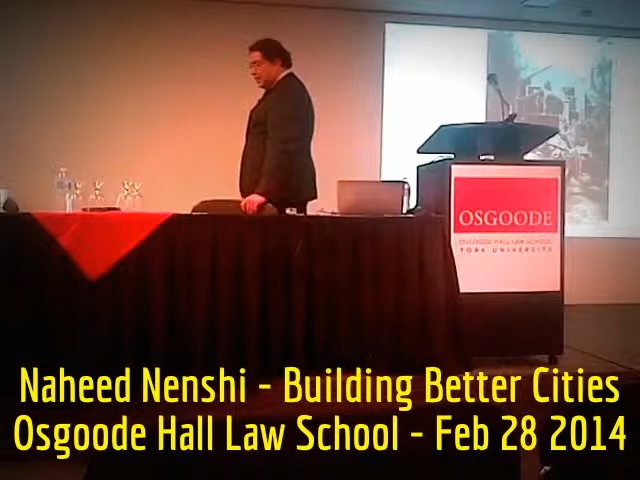 OSGOODE
OSGOODE HALL LAW SCHOOL
YORK UNIVERSITY
Naheed Nenshi - Building Better Cities
Osgoode Hall Law School - Feb 28 2014